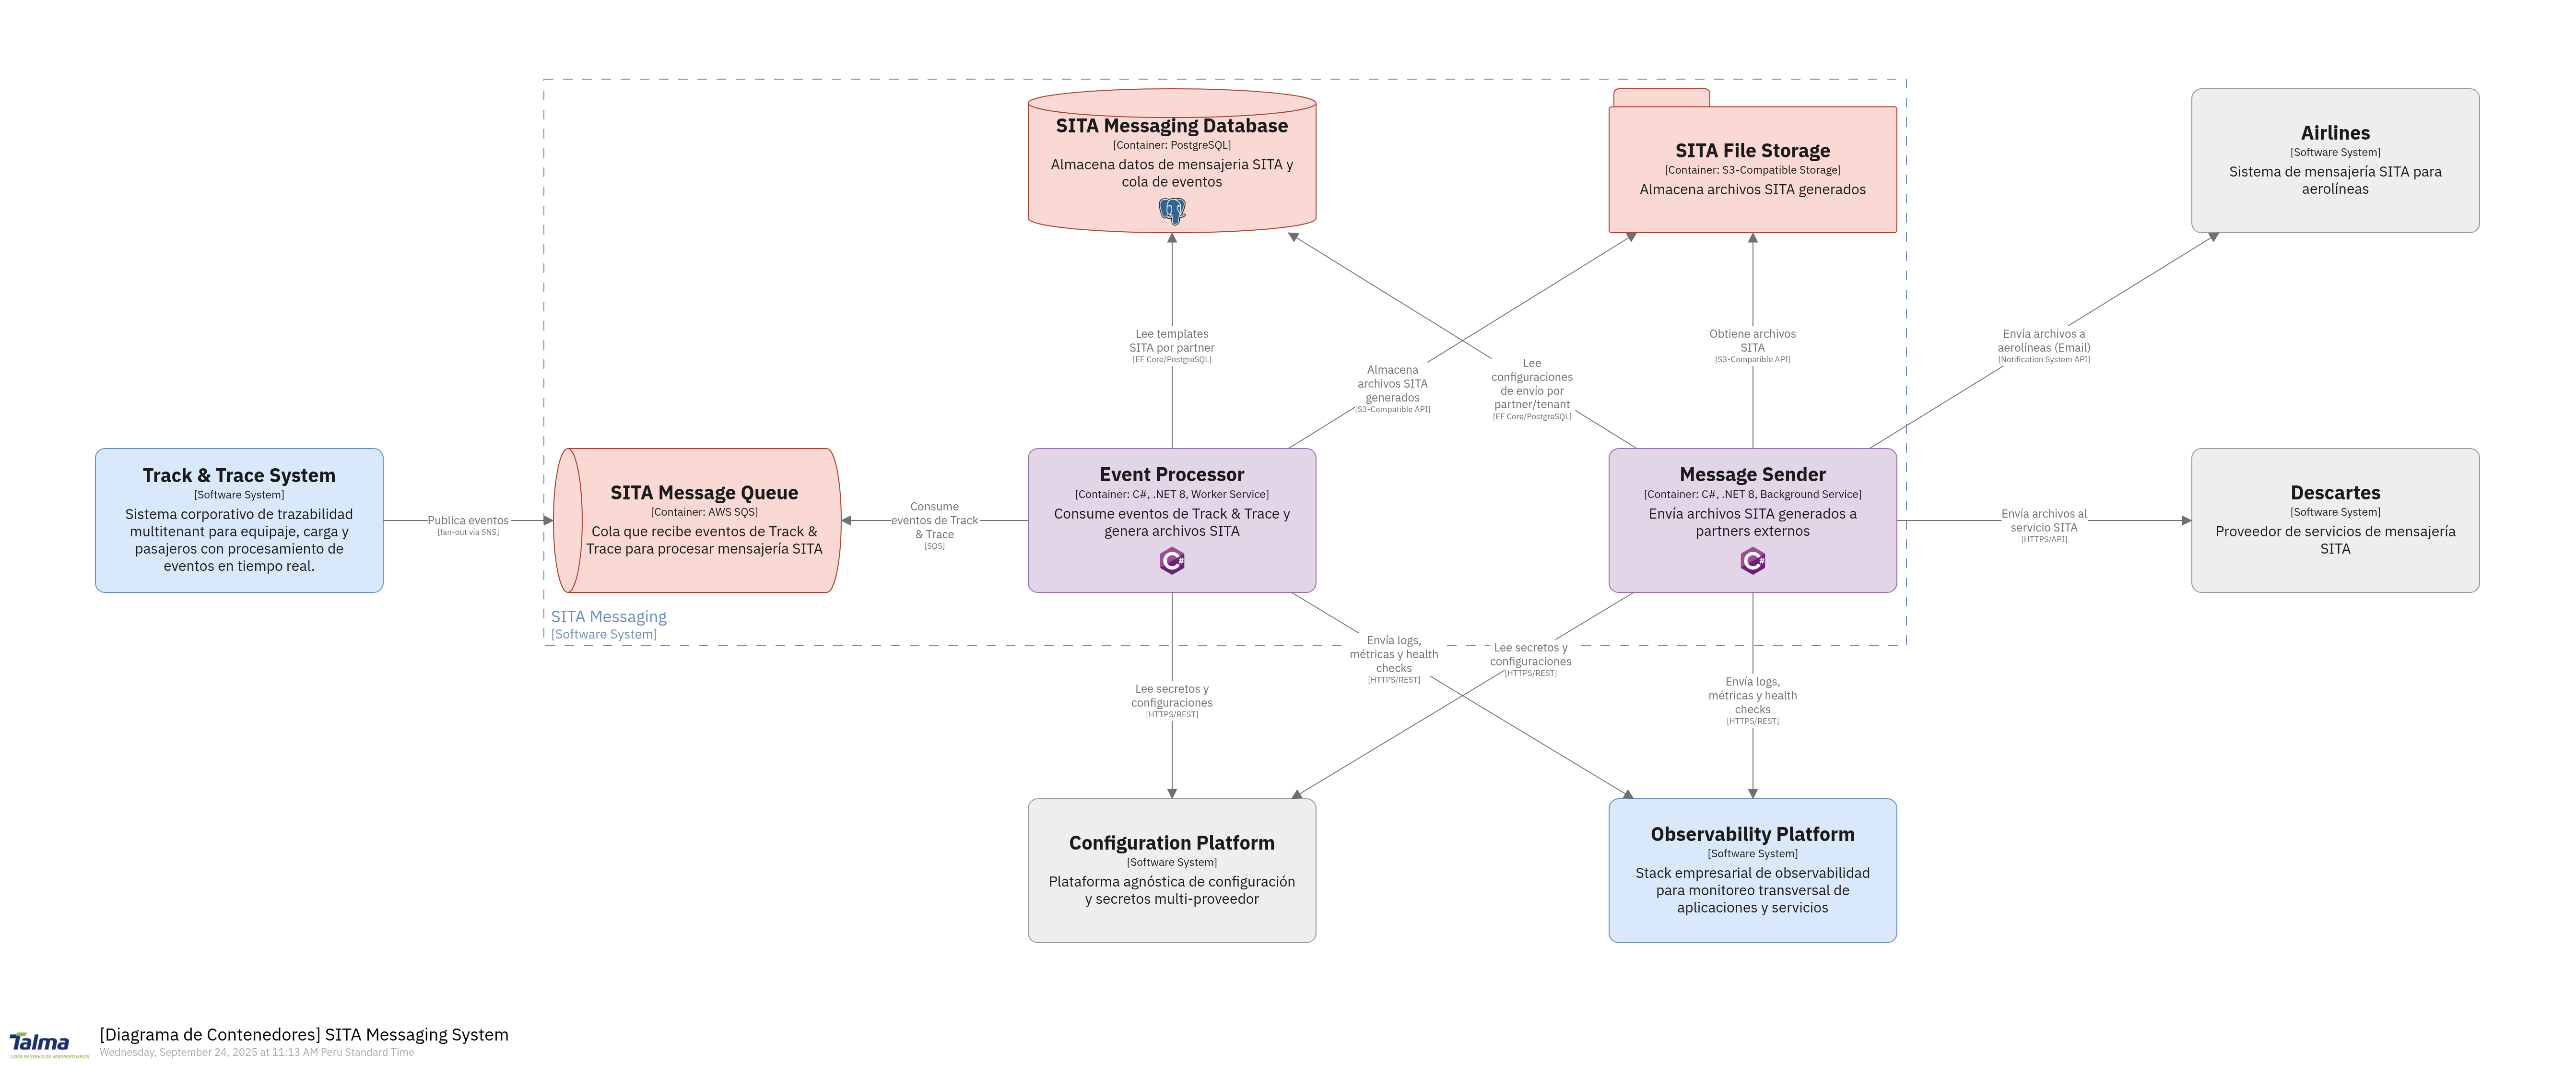 SITA Messaging Database
[Container: PostgreSQL]
Almacena datos de mensajeria SITA y
cola de eventos
SITA File Storage
[Container: S3-Compatible Storage]
Almacena archivos SITA generados
Airlines
[Software System]
Sistema de mensajería SITA para
aerolíneas
Lee templates
SITA por partner
[EF Core/PostgreSQL]
Almacena
archivos SITA
generados
[S3-Compatible API]
Lee
configuraciones
de envío por
partner/tenant
[EF Core/PostgreSQL]
Obtiene archivos
SITA
[S3-Compatible API]
Envía archivos a
aerolíneas (Email)
[Notification System API]
Track & Trace System
[Software System]
Sistema corporativo de trazabilidad
multitenant para equipaje, carga y
pasajeros con procesamiento de
eventos en tiempo real.
Publica eventos
[fan-out vía SNS]
SITA Message Queue
[Container: AWS SQS]
Cola que recibe eventos de Track &
Trace para procesar mensajería SITA
Consume
eventos de Track
& Trace
[SQS]
Event Processor
[Container: C#, .NET 8, Worker Service]
Consume eventos de Track & Trace y
genera archivos SITA
Message Sender
[Container: C#, .NET 8, Background Service]
Envía archivos SITA generados a
partners externos
Envía archivos al
servicio SITA
[HTTPS/API]
Descartes
[Software System]
Proveedor de servicios de mensajería
SITA
SITA Messaging
[Software System]
Lee secretos y
configuraciones
[HTTPS/REST]
Envía logs,
métricas y health
checks
[HTTPS/REST]
Lee secretos y
configuraciones
[HTTPS/REST]
Envía logs,
métricas y health
checks
[HTTPS/REST]
Configuration Platform
[Software System]
Plataforma agnóstica de configuración
y secretos multi-proveedor
Observability Platform
[Software System]
Stack empresarial de observabilidad
para monitoreo transversal de
aplicaciones y servicios
Talma
LÍDER EN SERVICIOS AEROPORTUARIOS
[Diagrama de Contenedores] SITA Messaging System
Wednesday, September 24, 2025 at 11:13 AM Peru Standard Time